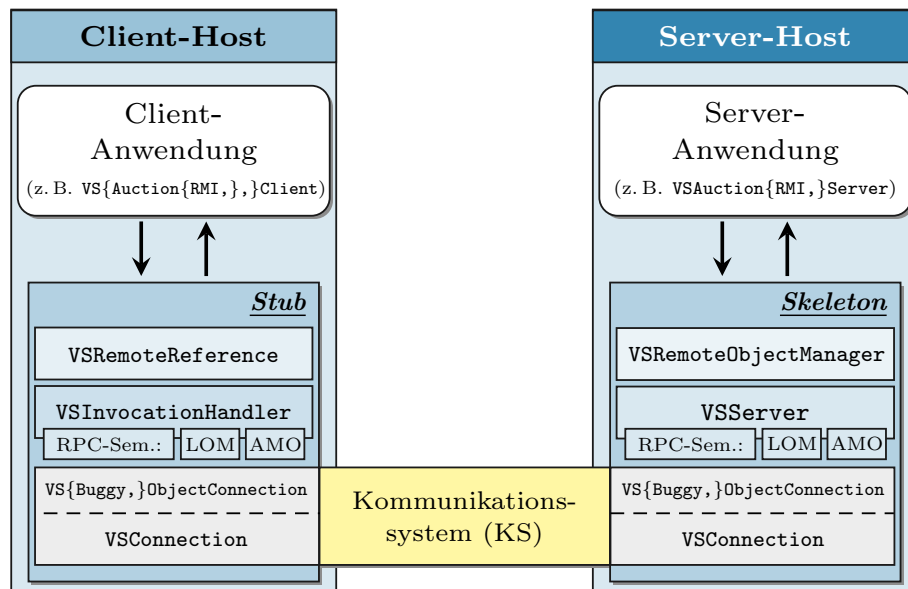 Client-Host
Client-
Anwendung
(z. B. VS{Auction{RMI,},}Client)
Stub
VSRemoteReference
VSInvocationHandler
RPC-Sem.: LOM AMO
VS{Buggy,}ObjectConnection
VSConnection
Kommunikations-
system (KS)
Server-Host
Server-
Anwendung
(z. B. VSAuction{RMI,}Server)
Skeleton
VSRemoteObjectManager
VSServer
RPC-Sem.: LOM AMO
VS{Buggy,}ObjectConnection
VSConnection